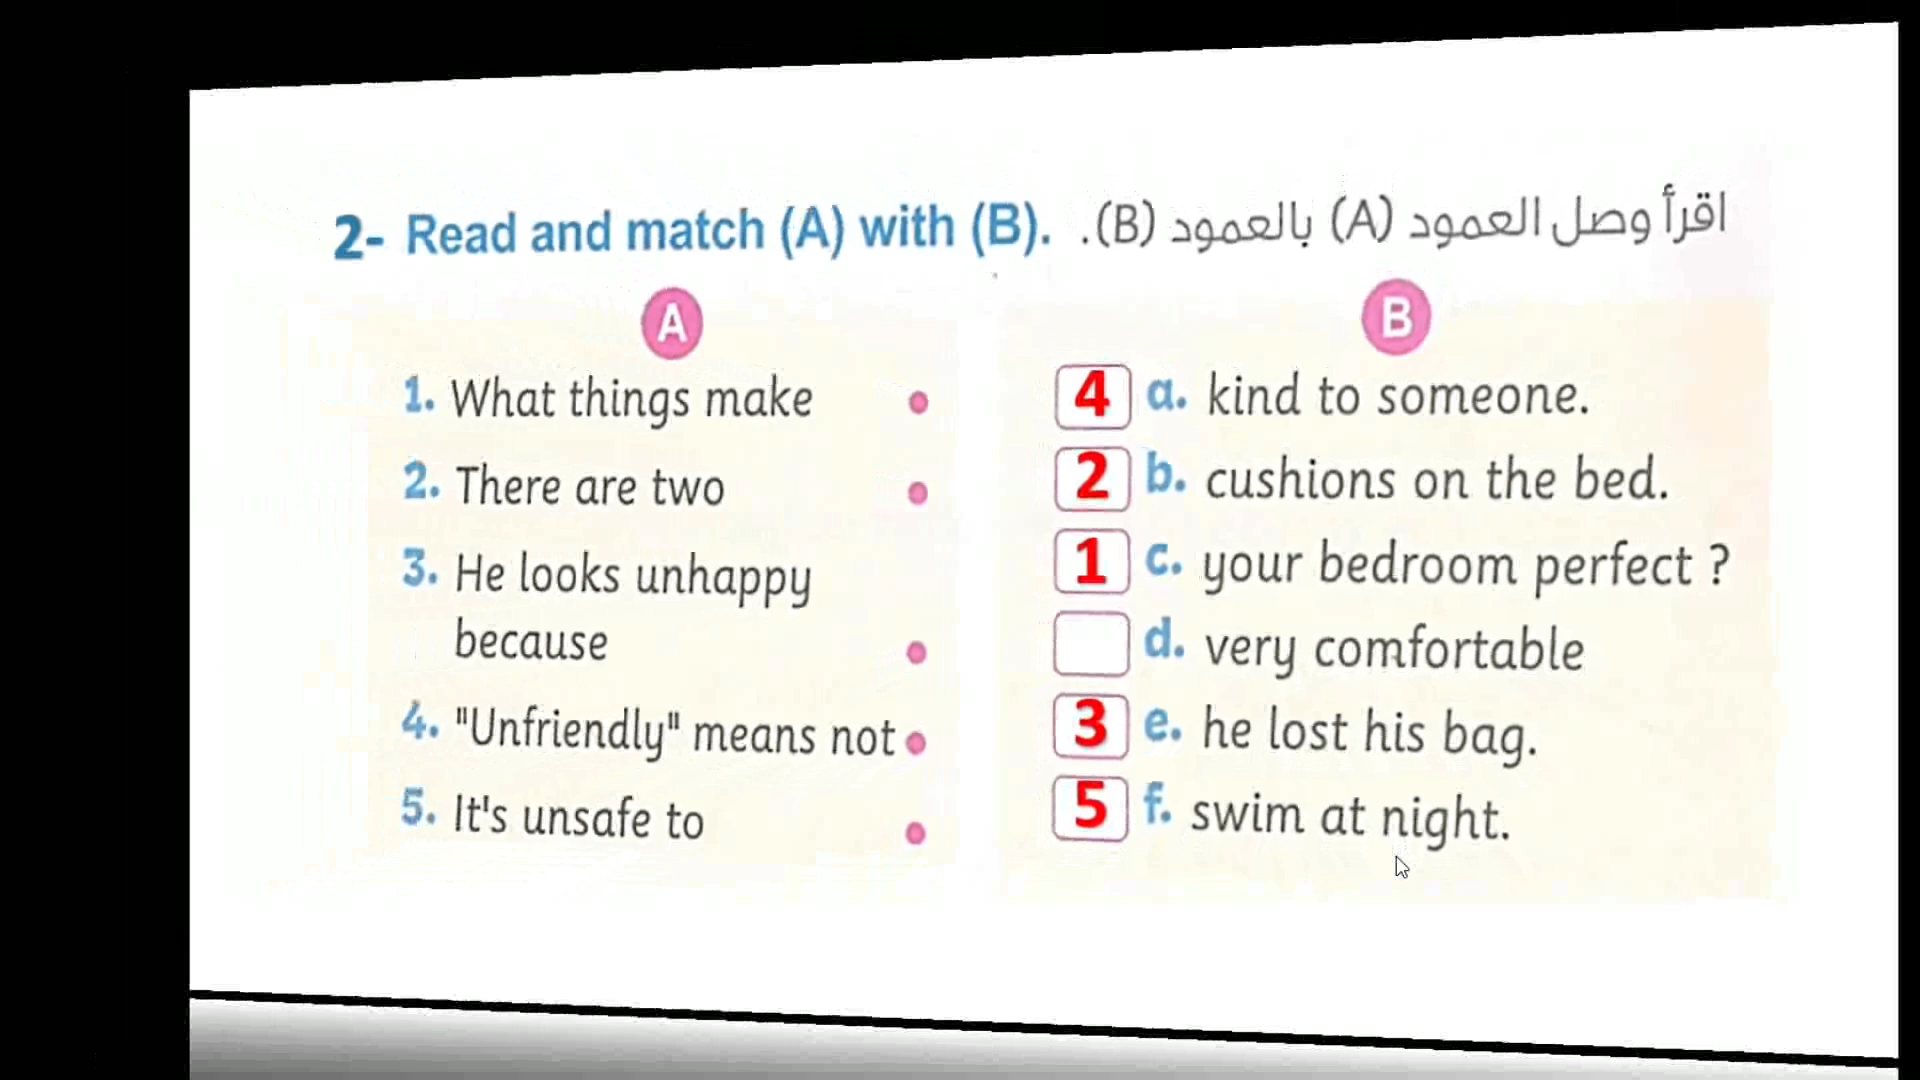 2- Read and match (A) with (B). اقرأ وصل العمود (A) بالعمود (B).
A
1. What things make
2. There are two
3. He looks unhappy
because
4. "Unfriendly" means not
5. It's unsafe to
B
4 a. kind to someone.
2 b. cushions on the bed.
1 c. your bedroom perfect ?
d. very comfortable
3 e. he lost his bag.
5 f. swim at night.